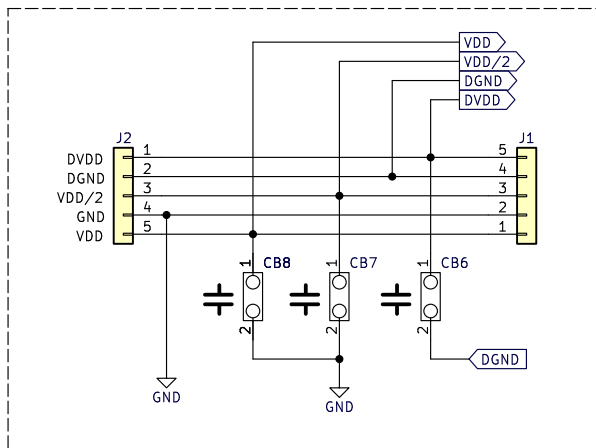 VDD
VDD/2
DGND
DVDD
J2
J1
DVDD 1 5
DGND 2 4
VDD/2 3 3
GND 4 2
VDD 5 1
1 CB8 1 CB7 1 CB6
2 2 2
DGND
GND
GND